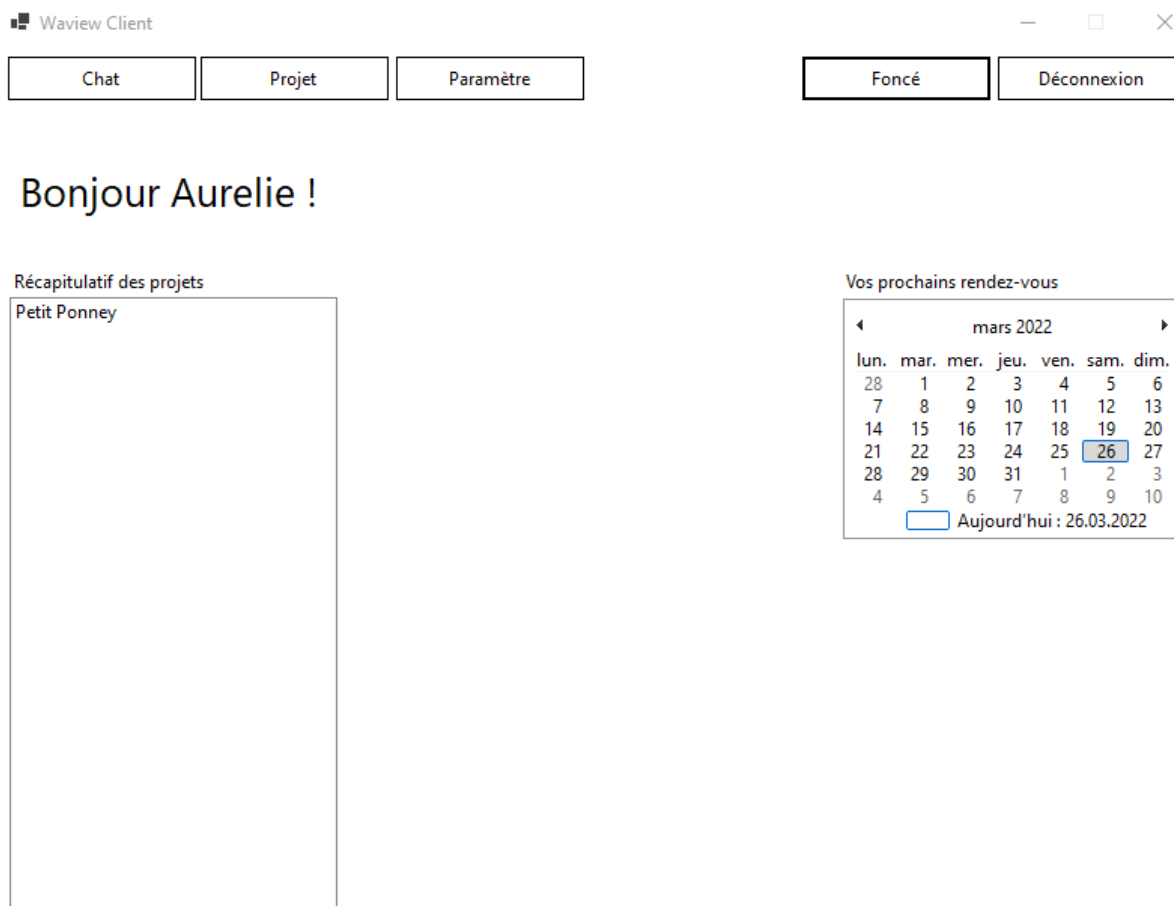 Waview Client
Chat Projet Paramètre Foncé Déconnexion
Bonjour Aurelie !
Récapitulatif des projets
Petit Ponney
Vos prochains rendez-vous
mars 2022
lun. mar. mer. jeu. ven. sam. dim.
28 1 2 3 4 5 6
7 8 9 10 11 12 13
14 15 16 17 18 19 20
21 22 23 24 25 26 27
28 29 30 31 1 2 3
4 5 6 7 8 9 10
Aujourd'hui : 26.03.2022